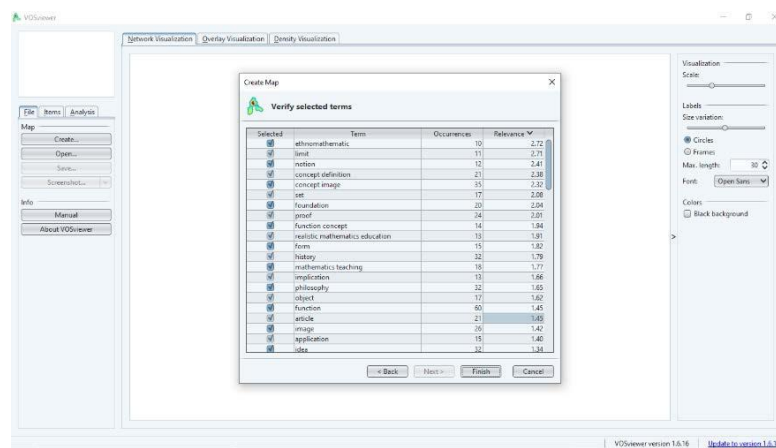 VOSviewer
Network Visualization Overlay Visualization Density Visualization
File Items Analysis
Map
Create...
Open...
Save...
Screenshot...
Info
Manual
About VOSviewer
Create Map
Verify selected terms
Selected Term Occurrences Relevance
ethnomathematic 10 2.72
limit 11 2.71
notion 12 2.41
concept definition 21 2.38
concept image 35 2.32
set 17 2.08
foundation 20 2.04
proof 24 2.01
function concept 14 1.94
realistic mathematics education 13 1.91
form 15 1.82
history 32 1.79
mathematics teaching 18 1.77
implication 13 1.66
philosophy 32 1.65
object 17 1.62
function 60 1.45
article 21 1.45
image 26 1.42
application 15 1.40
idea 32 1.34
< Back Next > Finish Cancel
Visualization
Scale:
Labels
Size variation:
Circles
Frames
Max. length: 30
Font: Open Sans
Colors
Black background
>
VOSviewer version 1.6.16 Update to version 1.6.1